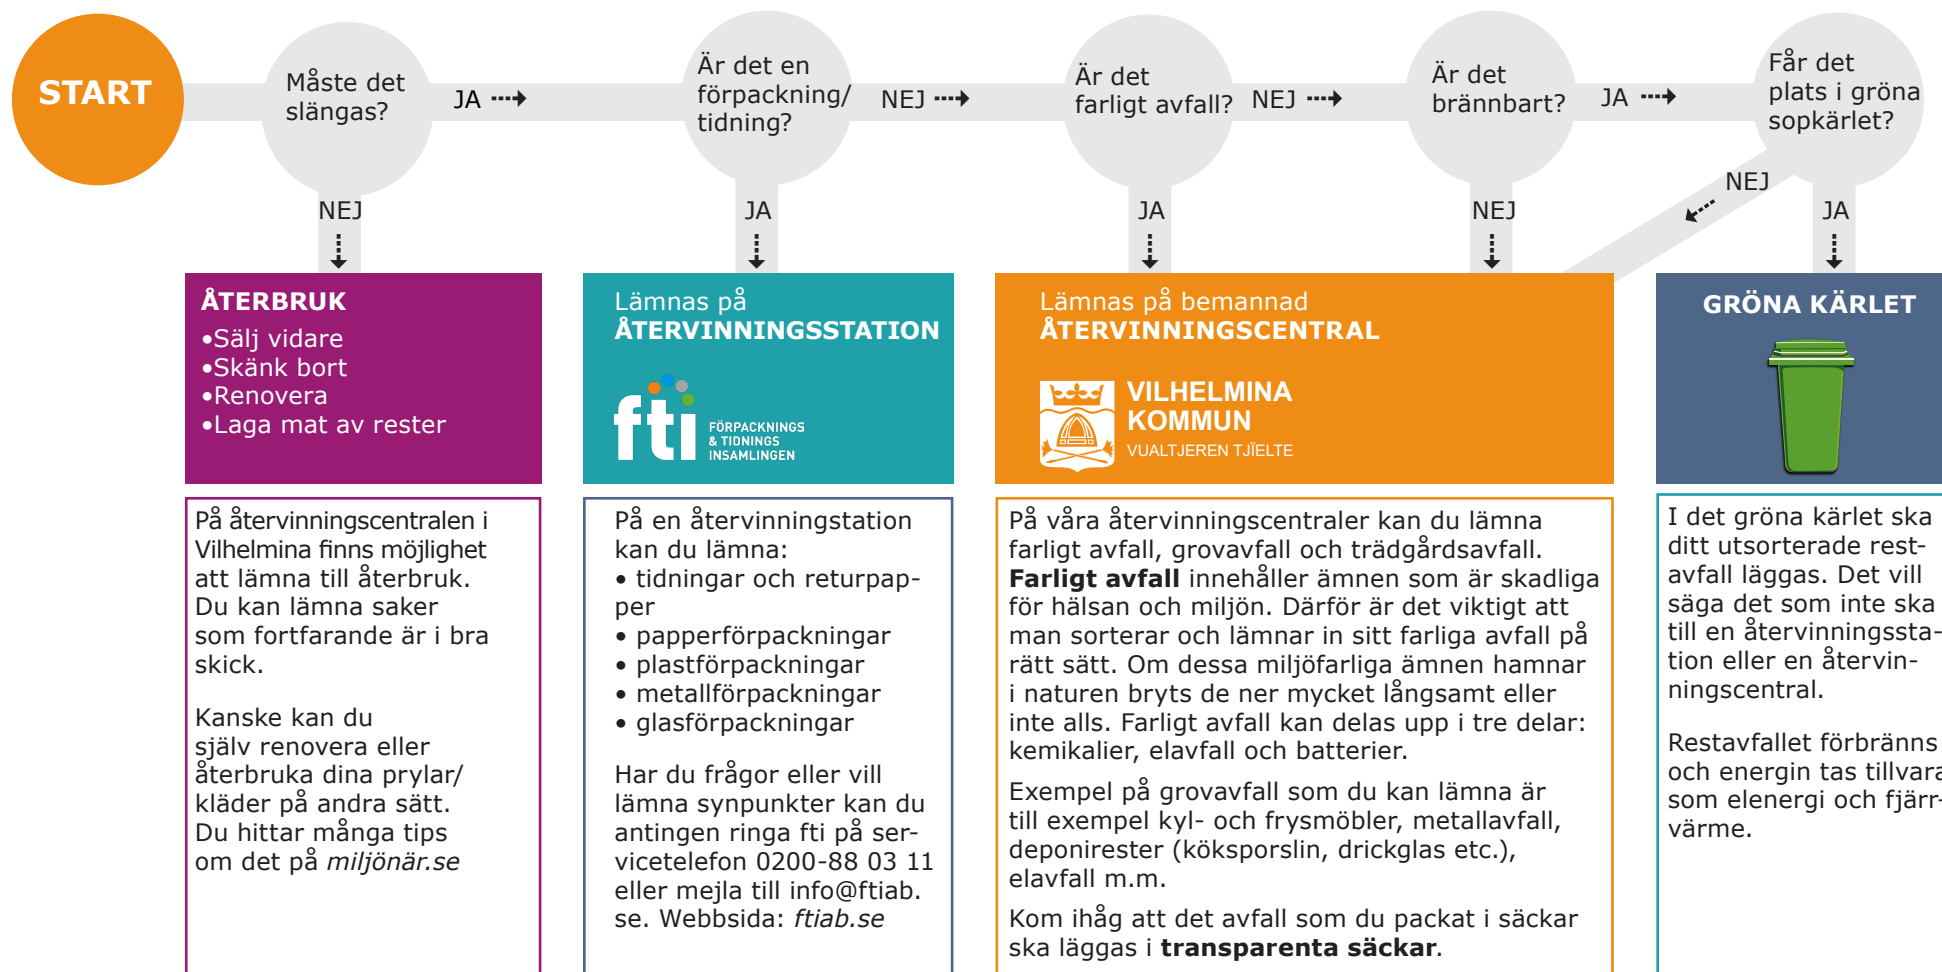 START
Måste det
slängas?
JA
NEJ
Är det en
förpackning/
tidning?
NEJ
JA
Är det
farligt avfall?
NEJ
JA
Är det
brännbart?
JA
NEJ
Får det
plats i gröna
sopkärlet?
NEJ
JA
ÅTERBRUK
•Sälj vidare
•Skänk bort
•Renovera
•Laga mat av rester
På återvinningscentralen i
Vilhelmina finns möjlighet
att lämna till återbruk.
Du kan lämna saker
som fortfarande är i bra
skick.
Kanske kan du
själv renovera eller
återbruka dina prylar/
kläder på andra sätt.
Du hittar många tips
om det på miljönär.se
Lämnas på
ÅTERVINNINGSSTATION
fti
FÖRPACKNINGS
& TIDNINGS
INSAMLINGEN
På en återvinningstation
kan du lämna:
• tidningar och returpap-
per
• papperförpackningar
• plastförpackningar
• metallförpackningar
• glasförpackningar
Har du frågor eller vill
lämna synpunkter kan du
antingen ringa fti på ser-
vicetelefon 0200-88 03 11
eller mejla till info@ftiab.
se. Webbsida: ftiab.se
Lämnas på bemannad
ÅTERVINNINGSCENTRAL
VILHELMINA
KOMMUN
VUALTJEREN TJÏELTE
På våra återvinningscentraler kan du lämna
farligt avfall, grovavfall och trädgårdsavfall.
Farligt avfall innehåller ämnen som är skadliga
för hälsan och miljön. Därför är det viktigt att
man sorterar och lämnar in sitt farliga avfall på
rätt sätt. Om dessa miljöfarliga ämnen hamnar
i naturen bryts de ner mycket långsamt eller
inte alls. Farligt avfall kan delas upp i tre delar:
kemikalier, elavfall och batterier.
Exempel på grovavfall som du kan lämna är
till exempel kyl- och frysmöbler, metallavfall,
deponirester (köksporslin, drickglas etc.),
elavfall m.m.
Kom ihåg att det avfall som du packat i säckar
ska läggas i transparenta säckar.
GRÖNA KÄRLET
I det gröna kärlet ska
ditt utsorterade rest-
avfall läggas. Det vill
säga det som inte ska
till en återvinningssta-
tion eller en återvin-
ningscentral.
Restavfallet förbränns
och energin tas tillvara
som elenergi och fjärr-
värme.